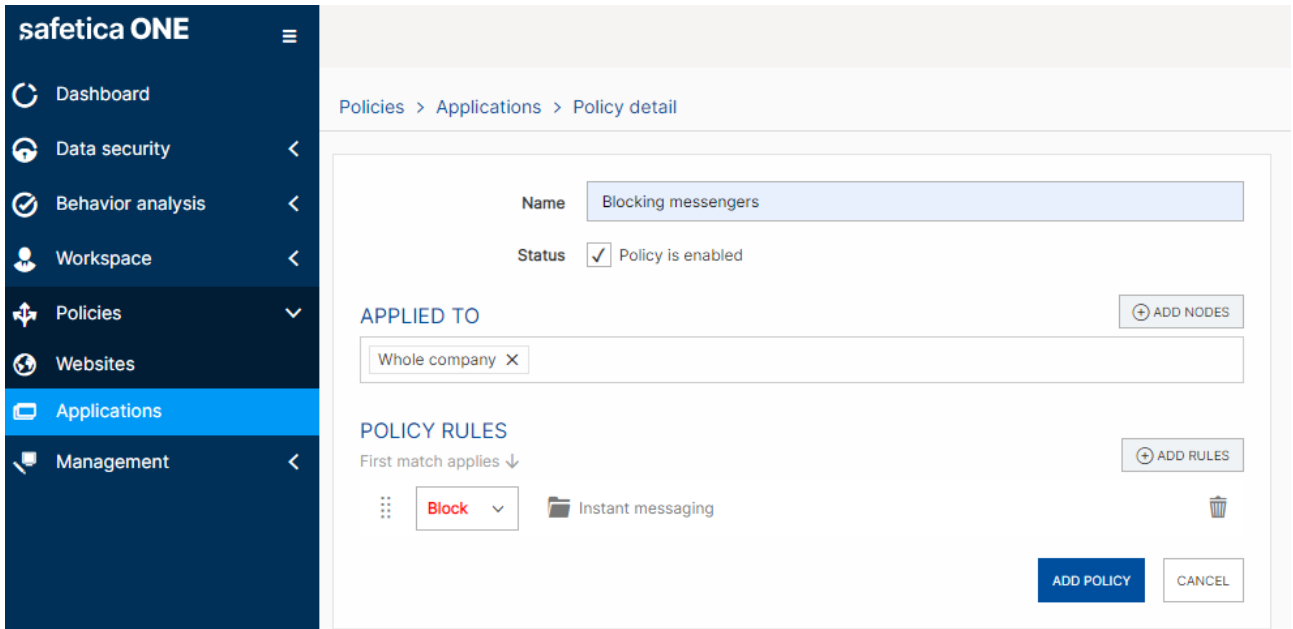 safetica ONE
Dashboard
Data security
Behavior analysis
Workspace
Policies
Websites
Applications
Management
Policies > Applications > Policy detail
Name Blocking messengers
Status Policy is enabled
APPLIED TO ADD NODES
Whole company
POLICY RULES
First match applies ADD RULES
Block Instant messaging
ADD POLICY CANCEL